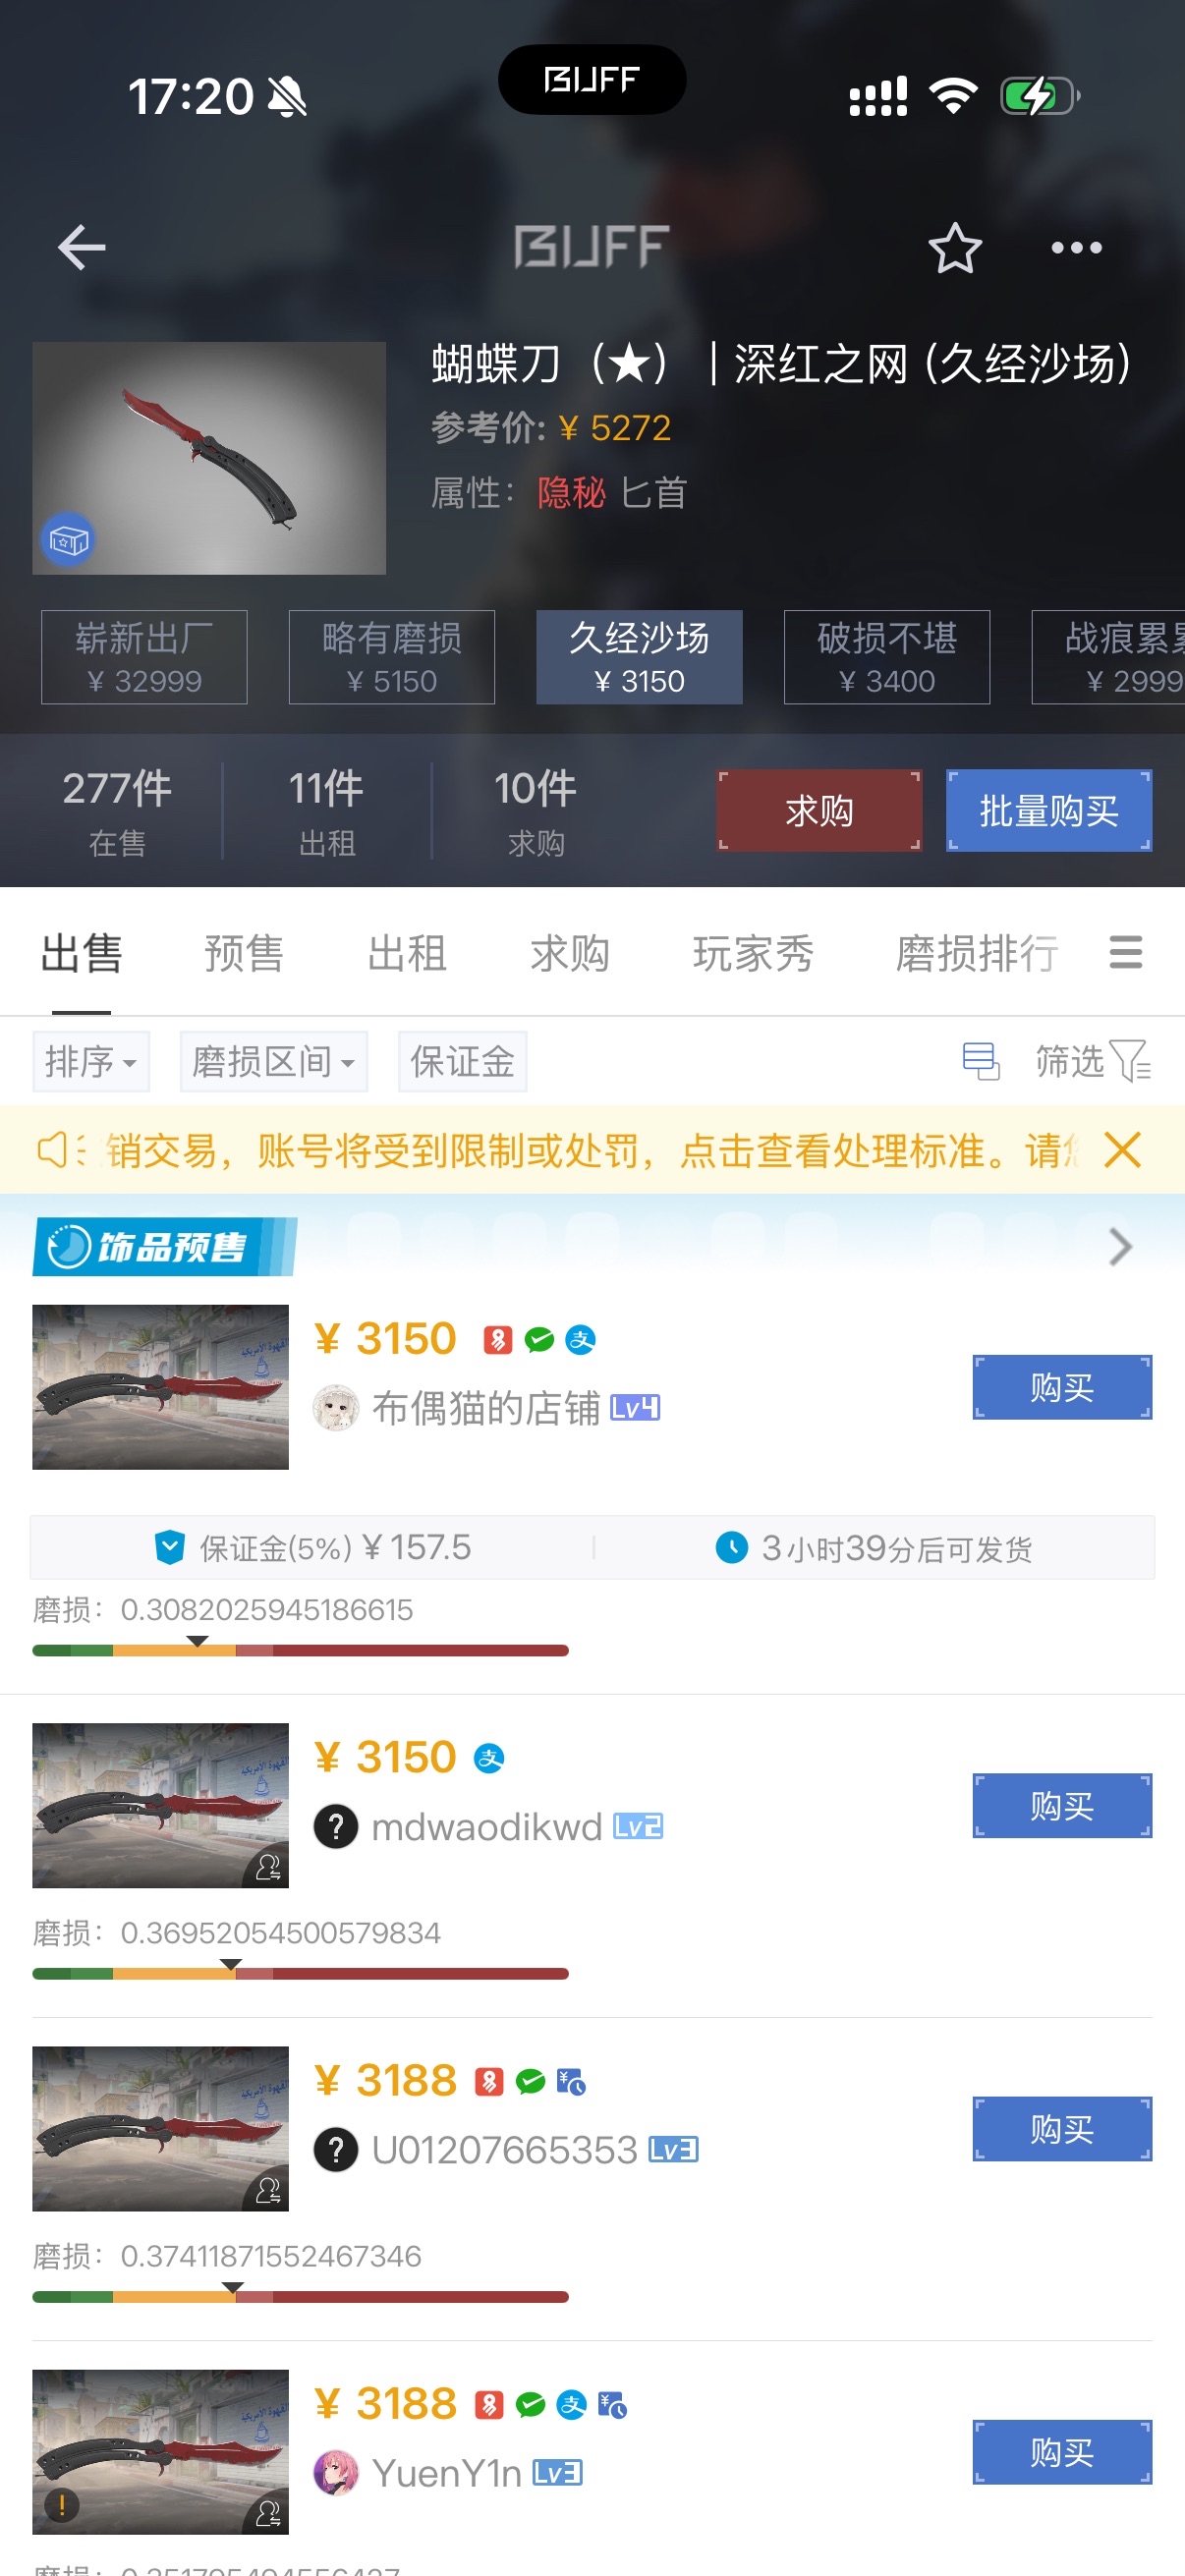 17:20
BUFF
BUFF
蝴蝶刀（★） | 深红之网 (久经沙场)
参考价: ¥ 5272
属性: 隐秘 匕首
崭新出厂 略有磨损 久经沙场 破损不堪 战痕累累
¥ 32999 ¥ 5150 ¥ 3150 ¥ 3400 ¥ 2999
277件 11件 10件 求购 批量购买
在售 出租 求购
出售 预售 出租 求购 玩家秀 磨损排行
排序 磨损区间 保证金 筛选
销交易，账号将受到限制或处罚，点击查看处理标准。请
饰品预售
¥ 3150
购买
布偶猫的店铺 Lv4
保证金(5%) ¥ 157.5 3小时39分后可发货
磨损: 0.3082025945186615
¥ 3150 支
购买
mdwaodikwd Lv2
磨损: 0.36952054500579834
¥ 3188
购买
U01207665353 Lv3
磨损: 0.37411871552467346
¥ 3188 支
购买
YuenY1n Lv3